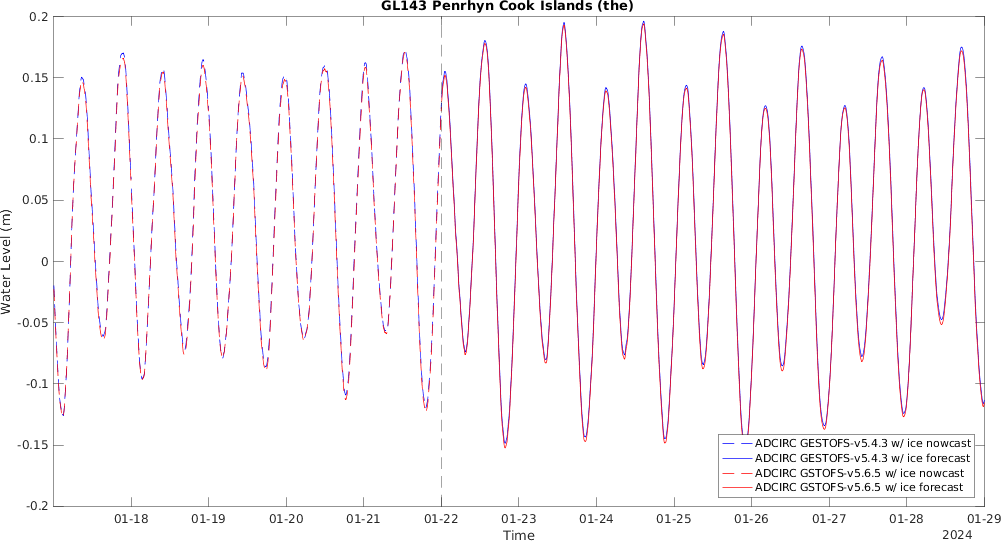 GL143 Penrhyn Cook Islands (the)
0.2
0.15
0.1
0.05
0
-0.05
-0.1
-0.15
-0.2
Water Level (m)
ADCIRC GESTOFS-v5.4.3 w/ ice nowcast
ADCIRC GESTOFS-v5.4.3 w/ ice forecast
ADCIRC GSTOFS-v5.6.5 w/ ice nowcast
ADCIRC GSTOFS-v5.6.5 w/ ice forecast
01-18 01-19 01-20 01-21 01-22 01-23 01-24 01-25 01-26 01-27 01-28 01-29
Time
2024